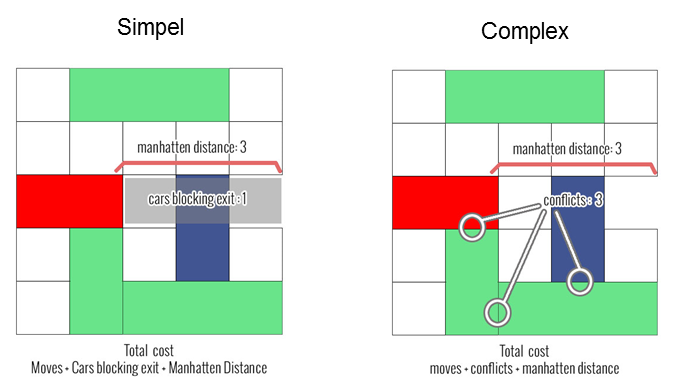 Simpel
manhatten distance: 3
cars blocking exit : 1
Total cost
Moves + Cars blocking exit + Manhatten Distance
Complex
manhatten distance: 3
conflicts : 3
Total cost
moves + conflicts + manhatten distance